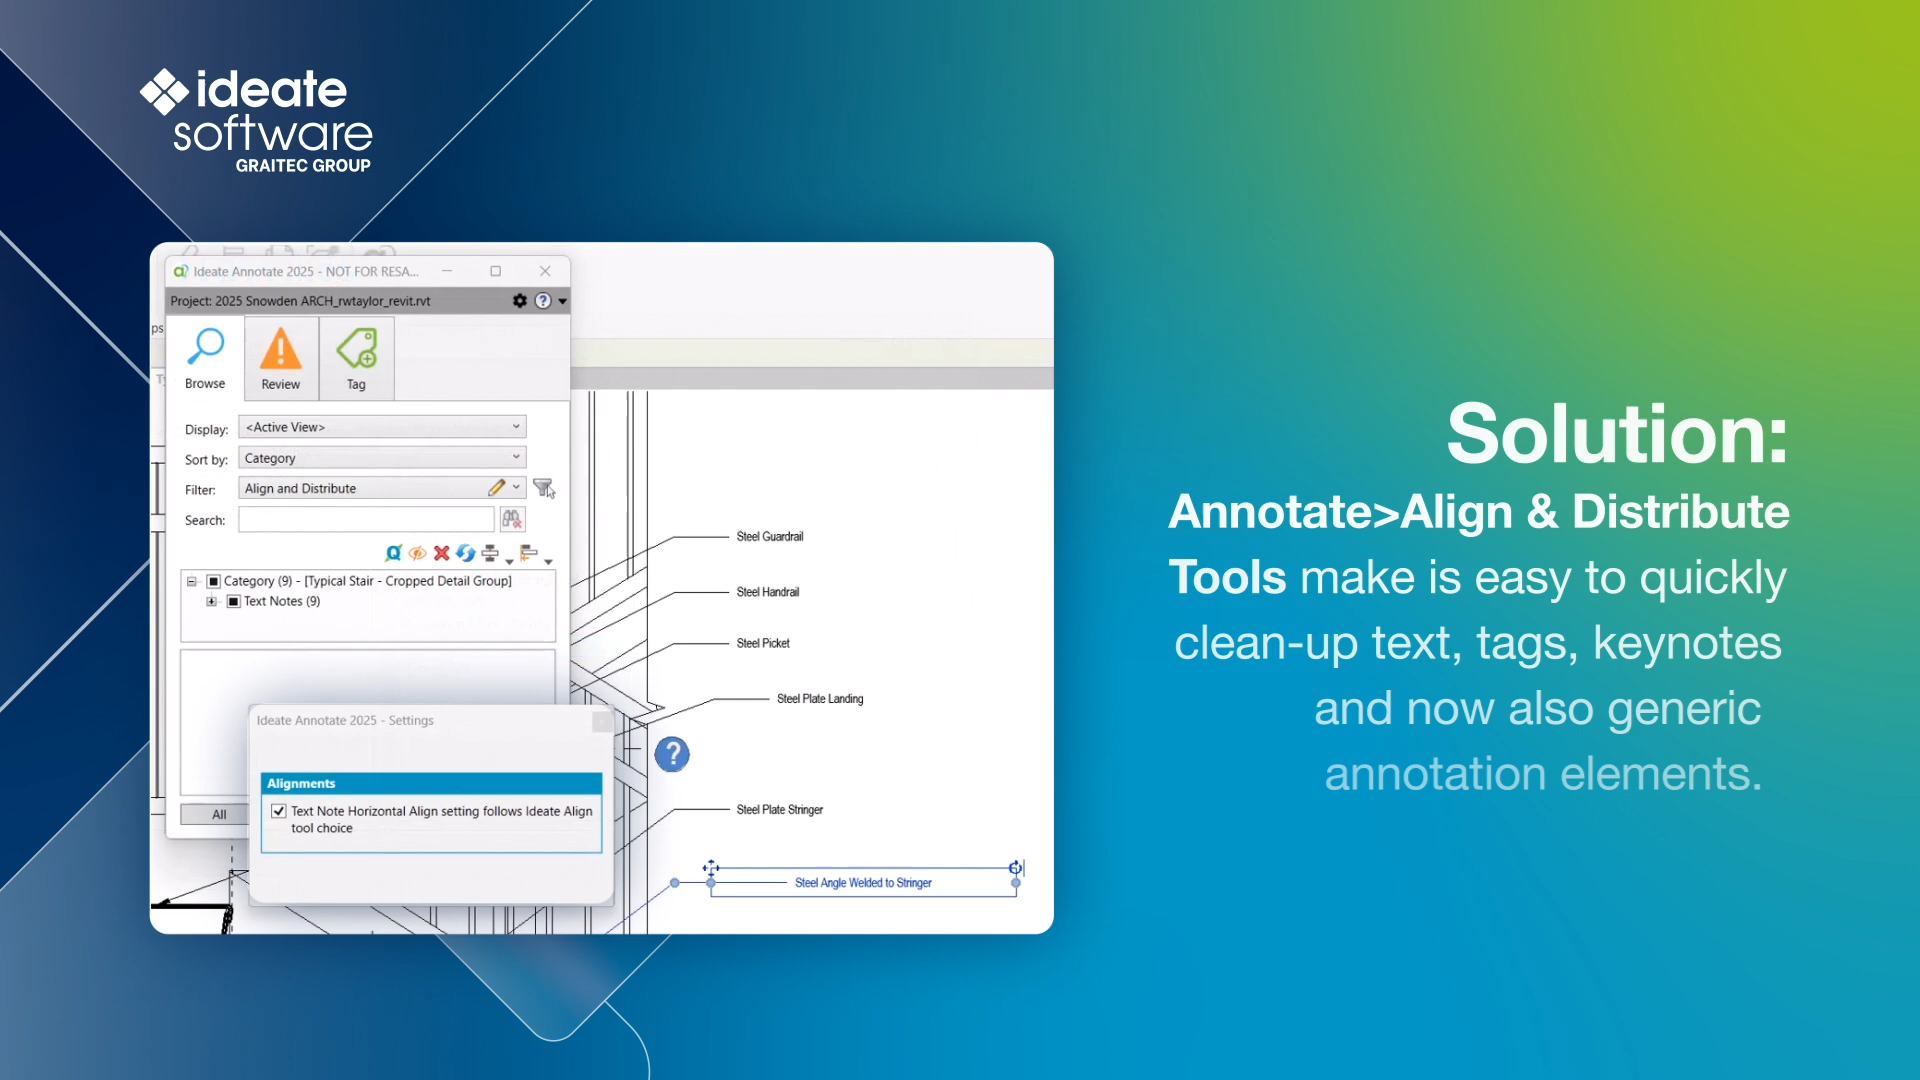 ideate
software
GRAITEC GROUP
Ideate Annotate 2025 - NOT FOR RESA...
Project: 2025 Snowden ARCH_rwtaylor_revit.rvt
ps
Browse
Review
Tag
Display:
<Active View>
Sort by:
Category
Filter:
Align and Distribute
Search:
Category (9) - [Typical Stair - Cropped Detail Group]
Text Notes (9)
All
Ideate Annotate 2025 - Settings
Alignments
Text Note Horizontal Align setting follows Ideate Align
tool choice
Steel Guardrail
Steel Handrail
Steel Picket
Steel Plate Landing
Steel Plate Stringer
Steel Angle Welded to Stringer
Solution:
Annotate>Align & Distribute
Tools make is easy to quickly
clean-up text, tags, keynotes
and now also generic
annotation elements.